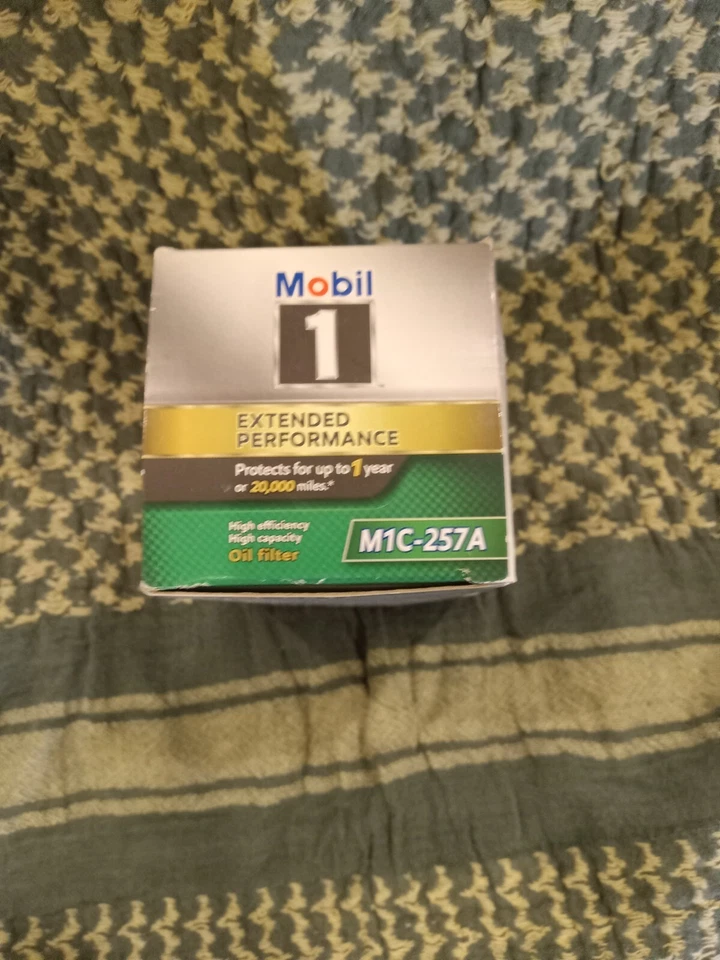 Mobil
1
EXTENDED
PERFORMANCE
Protects for up to 1 year
or 20,000 miles.*
High efficiency
High capacity
Oil filter
M1C-257A